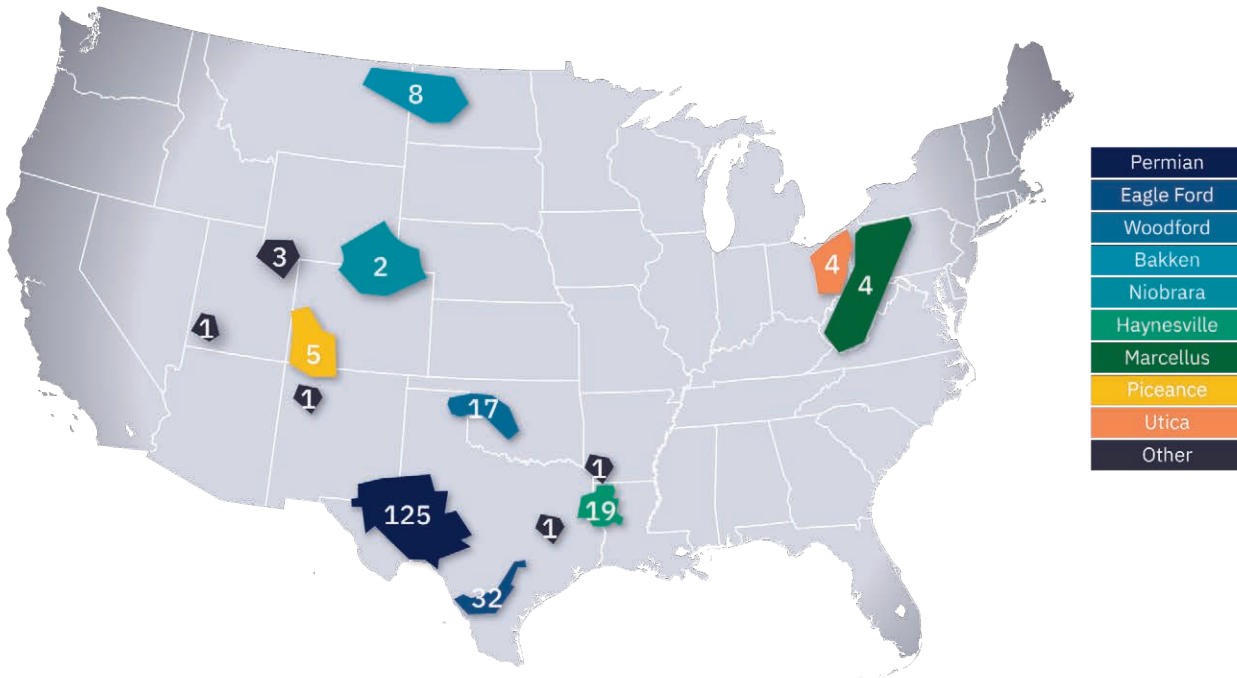 8
3
2
1
5
1
17
4
4
1
19
125
1
32
Permian
Eagle Ford
Woodford
Bakken
Niobrara
Haynesville
Marcellus
Piceance
Utica
Other